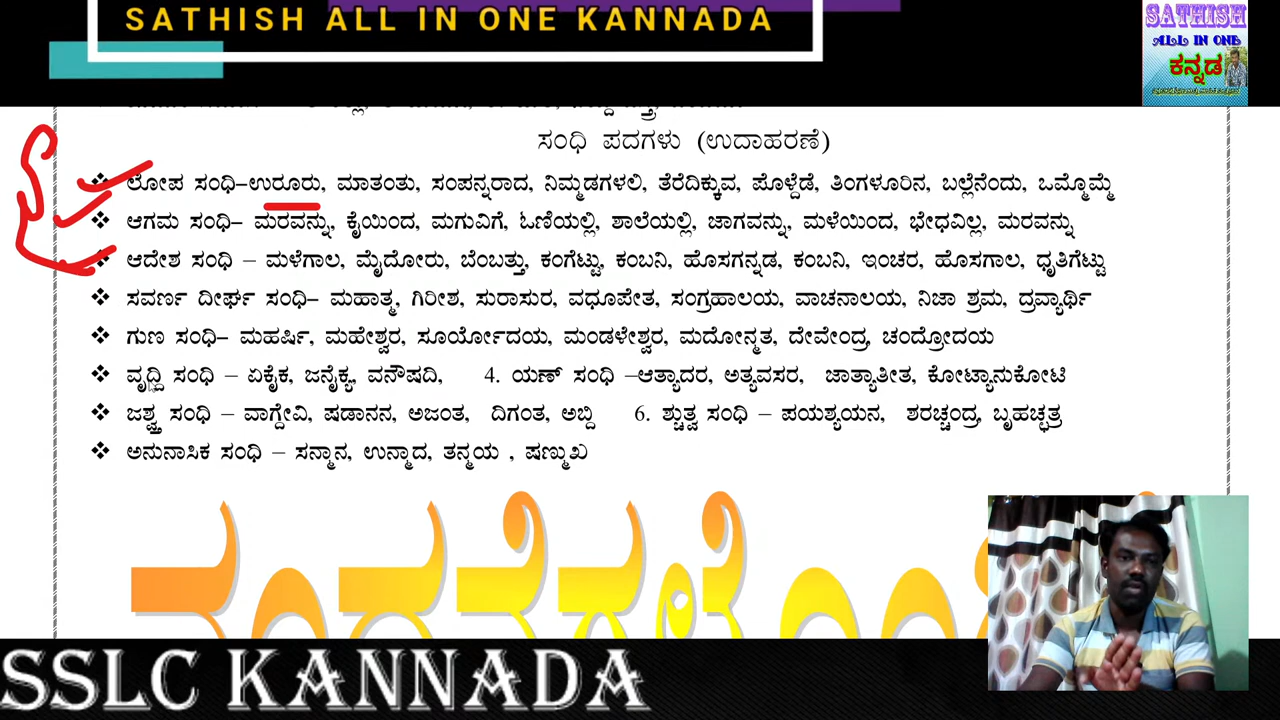 SATHISH ALL IN ONE KANNADA
SATHISH
ALL IN ONE
ಕನ್ನಡ
ಸಂಧಿ ಪದಗಳು (ಉದಾಹರಣೆ)
❖ ಲೋಪ ಸಂಧಿ–ಉರೂರು, ಮಾತಂತು, ಸಂಪನ್ನರಾದ, ನಿಮ್ಮಡಗಳಲಿ, ತೆರೆದಿಕ್ಕುವ, ಪೊಳ್ದೆಡೆ, ತಿಂಗಳೂರಿನ, ಬಲ್ಲೆನೆಂದು, ಒಮ್ಮೊಮ್ಮೆ
❖ ಆಗಮ ಸಂಧಿ– ಮರವನ್ನು, ಕೈಯಿಂದ, ಮಗುವಿಗೆ, ಓಣಿಯಲ್ಲಿ, ಶಾಲೆಯಲ್ಲಿ, ಜಾಗವನ್ನು, ಮಳೆಯಿಂದ, ಭೇಧವಿಲ್ಲ, ಮರವನ್ನು
❖ ಆದೇಶ ಸಂಧಿ – ಮಳೆಗಾಲ, ಮೈದೋರು, ಬೆಂಬತ್ತು, ಕಂಗೆಟ್ಟು, ಕಂಬನಿ, ಹೊಸಗನ್ನಡ, ಕಂಬನಿ, ಇಂಚರ, ಹೊಸಗಾಲ, ಧೃತಿಗೆಟ್ಟು
❖ ಸವರ್ಣ ದೀರ್ಘ ಸಂಧಿ– ಮಹಾತ್ಮ, ಗಿರೀಶ, ಸುರಾಸುರ, ವಧೂಪೇತ, ಸಂಗ್ರಹಾಲಯ, ವಾಚನಾಲಯ, ನಿಜಾ ಶ್ರಮ, ದ್ರವ್ಯಾರ್ಥಿ
❖ ಗುಣ ಸಂಧಿ– ಮಹರ್ಷಿ, ಮಹೇಶ್ವರ, ಸೂರ್ಯೋದಯ, ಮಂಡಳೇಶ್ವರ, ಮದೋನ್ಮತ, ದೇವೇಂದ್ರ, ಚಂದ್ರೋದಯ
❖ ವೃದ್ಧಿ ಸಂಧಿ – ಏಕೈಕ, ಜನೈಕ್ಯ, ವನೌಷದಿ, 4. ಯಣ್ ಸಂಧಿ –ಆತ್ಯಾದರ, ಅತ್ಯವಸರ, ಜಾತ್ಯಾತೀತ, ಕೋಟ್ಯಾನುಕೋಟಿ
❖ ಜಶ್ತ್ವ ಸಂಧಿ – ವಾಗ್ದೇವಿ, ಷಡಾನನ, ಅಜಂತ, ದಿಗಂತ, ಅಬ್ದಿ 6. ಶ್ಚುತ್ವ ಸಂಧಿ – ಪಯಶ್ಯಯನ, ಶರಚ್ಚಂದ್ರ, ಬೃಹಚ್ಛತ್ರ
❖ ಅನುನಾಸಿಕ ಸಂಧಿ – ಸನ್ಮಾನ, ಉನ್ಮಾದ, ತನ್ಮಯ , ಷಣ್ಮುಖ
SSLC KANNADA